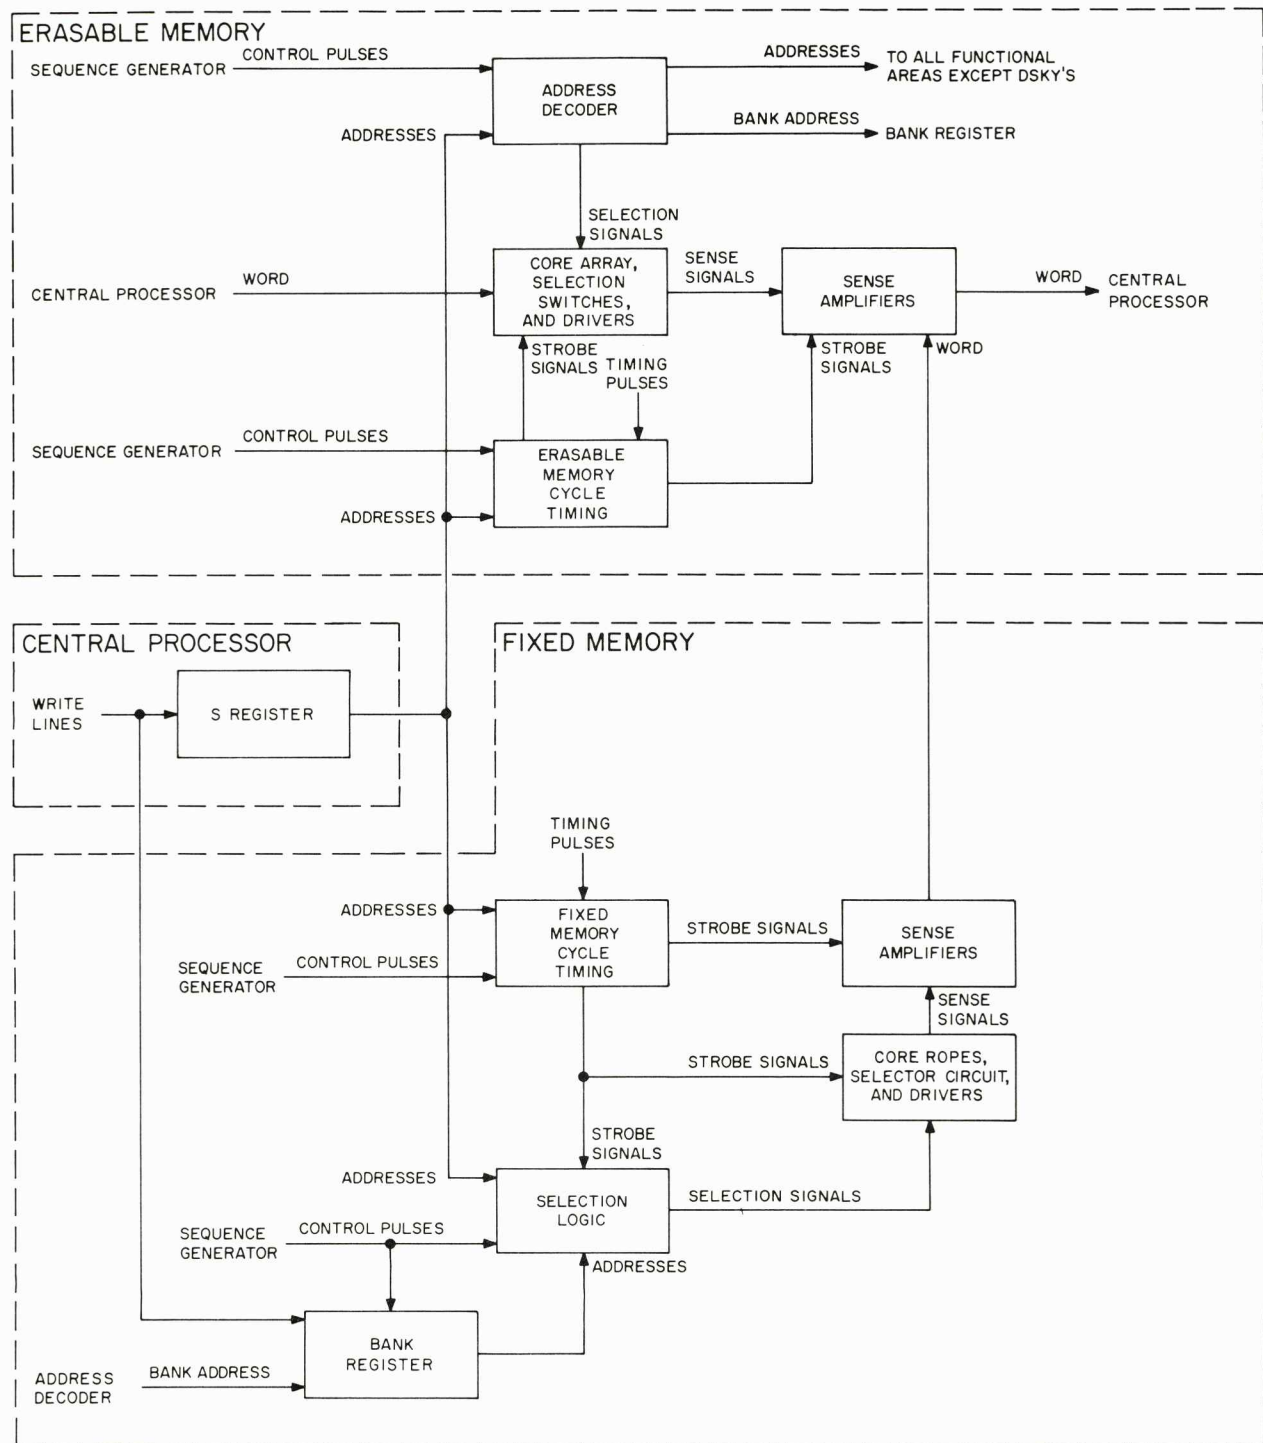 ERASABLE MEMORY
SEQUENCE GENERATOR
CONTROL PULSES
ADDRESSES
ADDRESS
DECODER
ADDRESSES
TO ALL FUNCTIONAL
AREAS EXCEPT DSKY'S
BANK ADDRESS
BANK REGISTER
SELECTION
SIGNALS
CENTRAL PROCESSOR
WORD
CORE ARRAY,
SELECTION
SWITCHES,
AND DRIVERS
SENSE
SIGNALS
SENSE
AMPLIFIERS
WORD
CENTRAL
PROCESSOR
STROBE
SIGNALS
TIMING
PULSES
STROBE
SIGNALS
WORD
SEQUENCE GENERATOR
CONTROL PULSES
ADDRESSES
ERASABLE
MEMORY
CYCLE
TIMING
CENTRAL PROCESSOR
WRITE
LINES
S REGISTER
FIXED MEMORY
TIMING
PULSES
ADDRESSES
SEQUENCE
GENERATOR
CONTROL PULSES
FIXED
MEMORY
CYCLE
TIMING
STROBE SIGNALS
SENSE
AMPLIFIERS
SENSE
SIGNALS
STROBE SIGNALS
CORE ROPES,
SELECTOR CIRCUIT,
AND DRIVERS
STROBE
SIGNALS
ADDRESSES
SEQUENCE
GENERATOR
CONTROL PULSES
SELECTION
LOGIC
SELECTION SIGNALS
ADDRESSES
BANK
REGISTER
ADDRESS
DECODER
BANK ADDRESS